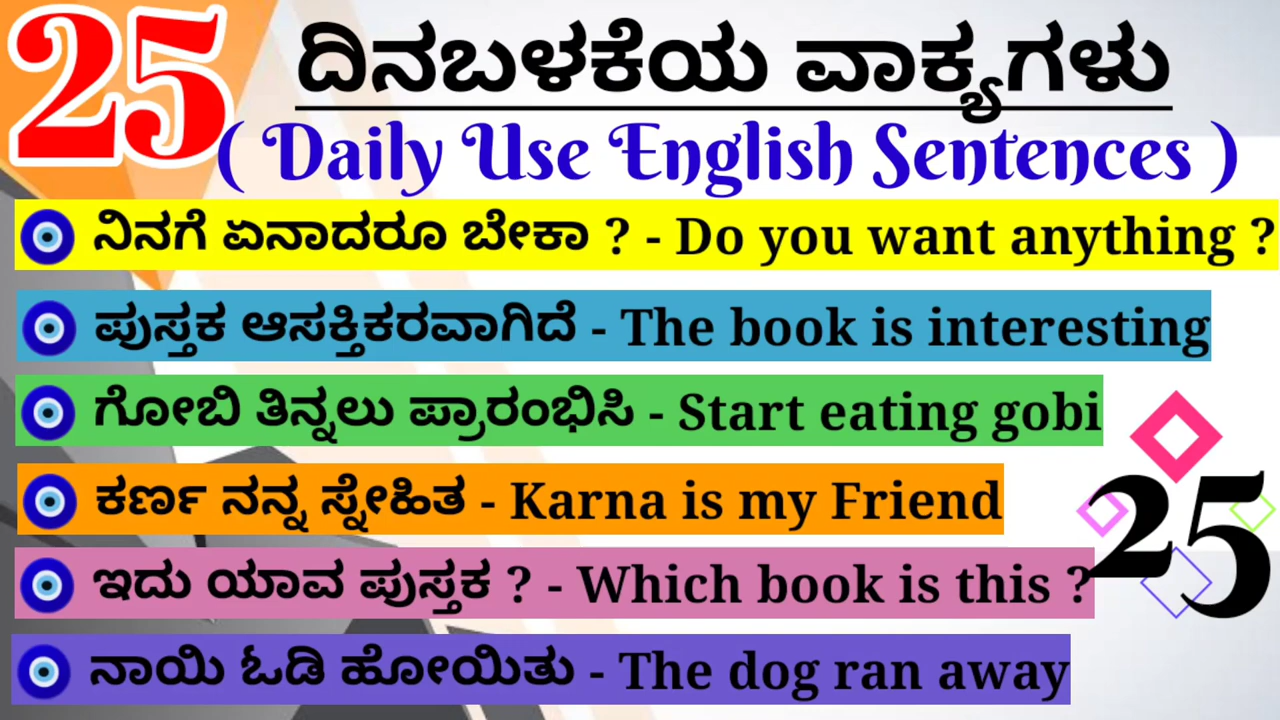 25 ದಿನಬಳಕೆಯ ವಾಕ್ಯಗಳು
( Daily Use English Sentences )
ನಿನಗೆ ಏನಾದರೂ ಬೇಕಾ ? - Do you want anything ?
ಪುಸ್ತಕ ಆಸಕ್ತಿಕರವಾಗಿದೆ - The book is interesting
ಗೋಬಿ ತಿನ್ನಲು ಪ್ರಾರಂಭಿಸಿ - Start eating gobi
ಕರ್ಣ ನನ್ನ ಸ್ನೇಹಿತ - Karna is my Friend
25
ಇದು ಯಾವ ಪುಸ್ತಕ ? - Which book is this ?
ನಾಯಿ ಓಡಿ ಹೋಯಿತು - The dog ran away